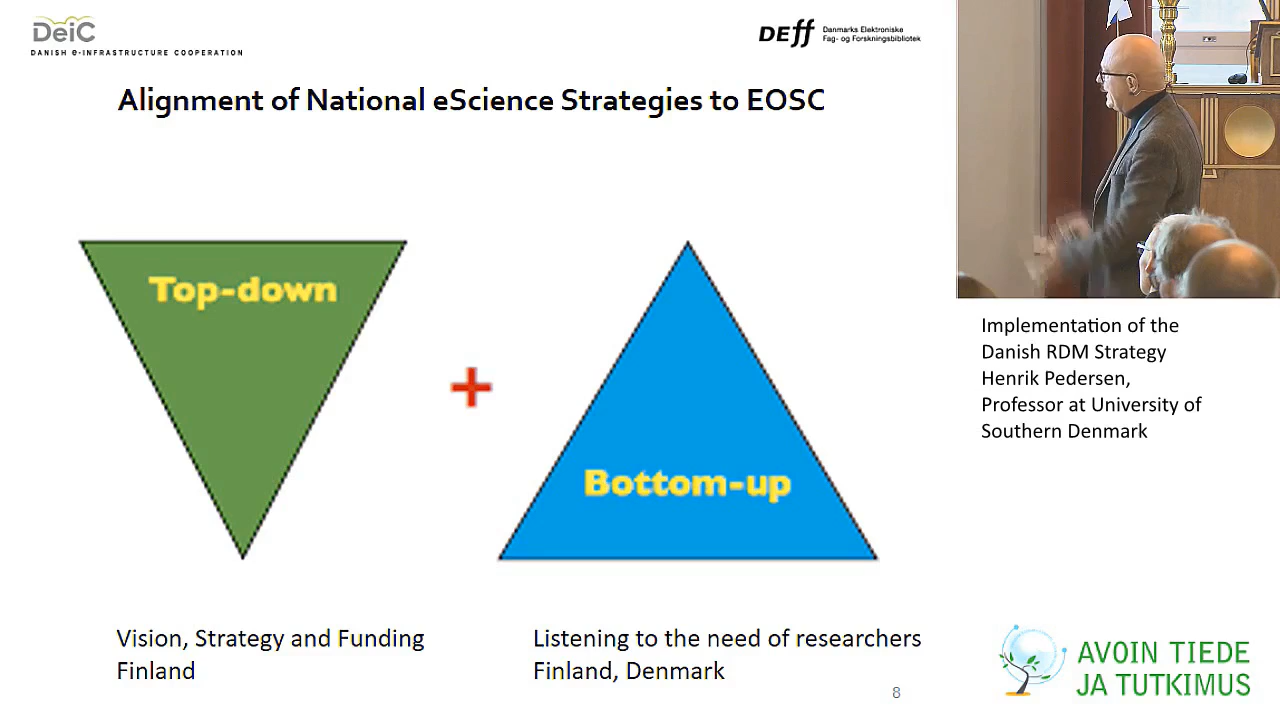 DeiC
DANISH e-INFRASTRUCTURE COOPERATION
DEff
Danmarks Elektroniske
Fag- og Forskningsbibliotek
Alignment of National eScience Strategies to EOSC
Top-down
+
Bottom-up
Vision, Strategy and Funding
Finland
Listening to the need of researchers
Finland, Denmark
8
Implementation of the
Danish RDM Strategy
Henrik Pedersen,
Professor at University of
Southern Denmark
AVOIN TIEDE
JA TUTKIMUS